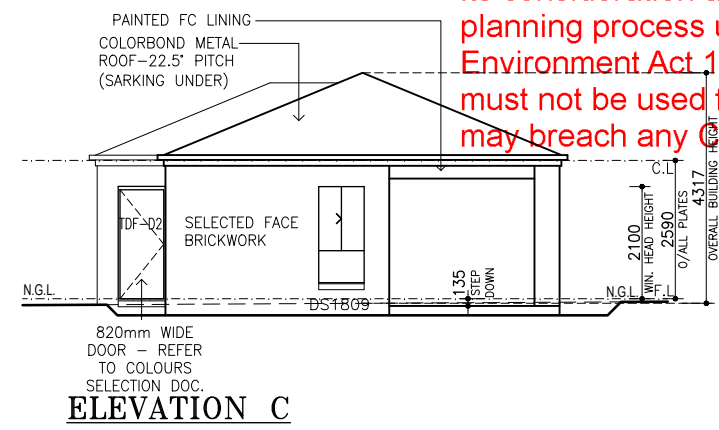 PAINTED FC LINING
COLORBOND METAL
ROOF-22.5° PITCH
(SARKING UNDER)
planning process u
Environment Act 1
must not be used f
may breach any C
C.L
TDF-D2
SELECTED FACE
BRICKWORK
2100
WIN. HEAD HEIGHT
2590
O/ALL PLATES
4317
OVERALL BUILDING HEIGHT
135
STEP
DOWN
N.G.L.
N.G.L.
F.L
DS1809
820mm WIDE
DOOR – REFER
TO COLOURS
SELECTION DOC.
ELEVATION C